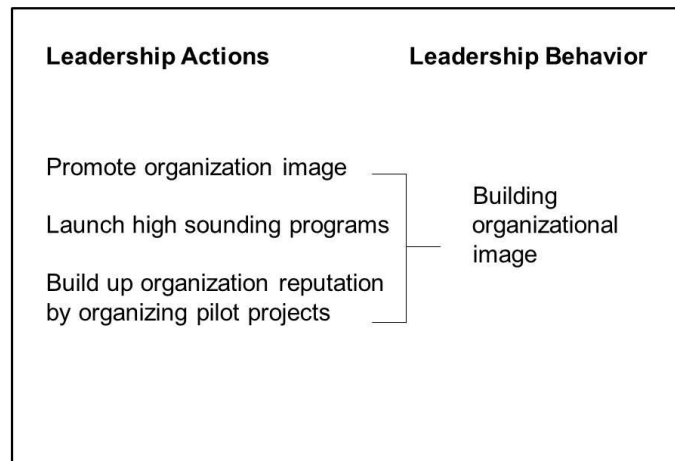 Leadership Actions
Leadership Behavior
Promote organization image
Launch high sounding programs
Build up organization reputation
by organizing pilot projects
Building
organizational
image